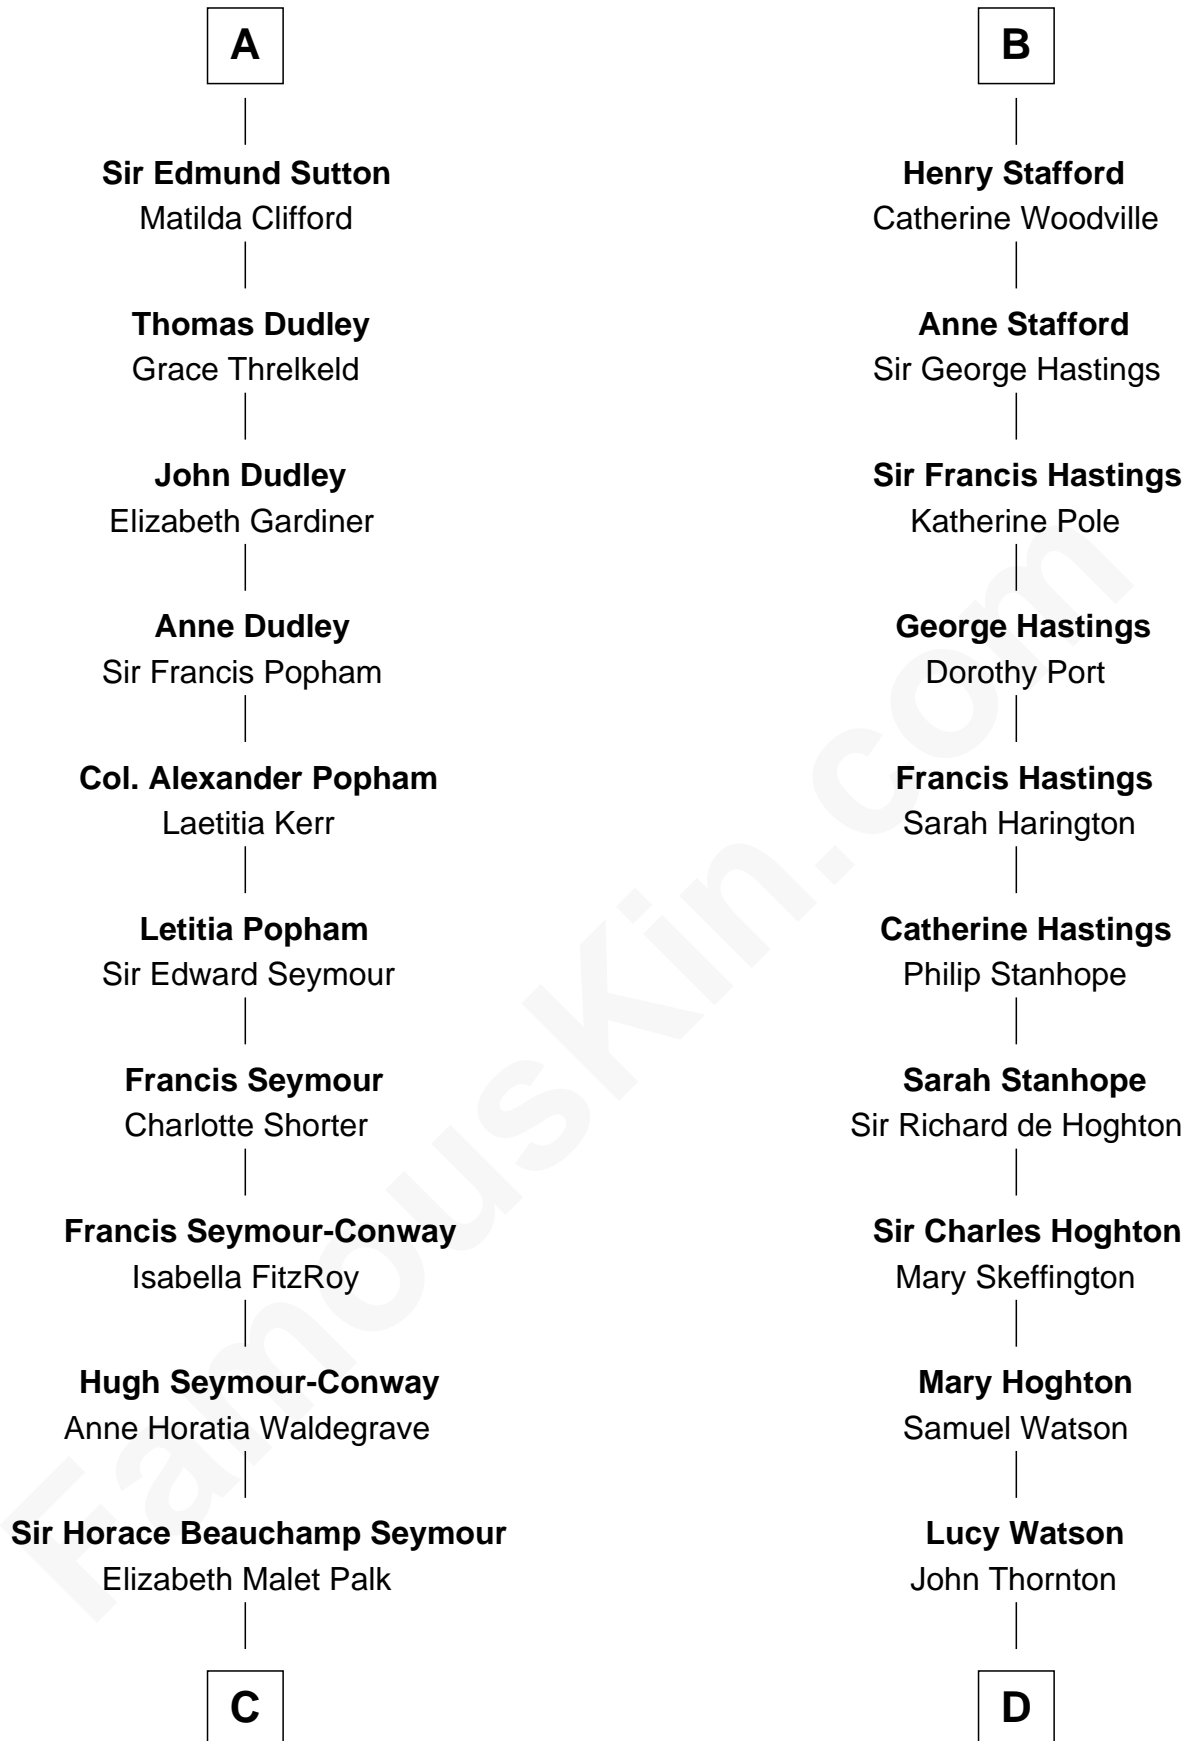 A
Sir Edmund Sutton
Matilda Clifford
Thomas Dudley
Grace Threlkeld
John Dudley
Elizabeth Gardiner
Anne Dudley
Sir Francis Popham
Col. Alexander Popham
Laetitia Kerr
Letitia Popham
Sir Edward Seymour
Francis Seymour
Charlotte Shorter
Francis Seymour-Conway
Isabella FitzRoy
Hugh Seymour-Conway
Anne Horatia Waldegrave
Sir Horace Beauchamp Seymour
Elizabeth Malet Palk
C
B
Henry Stafford
Catherine Woodville
Anne Stafford
Sir George Hastings
Sir Francis Hastings
Katherine Pole
George Hastings
Dorothy Port
Francis Hastings
Sarah Harington
Catherine Hastings
Philip Stanhope
Sarah Stanhope
Sir Richard de Hoghton
Sir Charles Hoghton
Mary Skeffington
Mary Hoghton
Samuel Watson
Lucy Watson
John Thornton
D
FamousKin.com